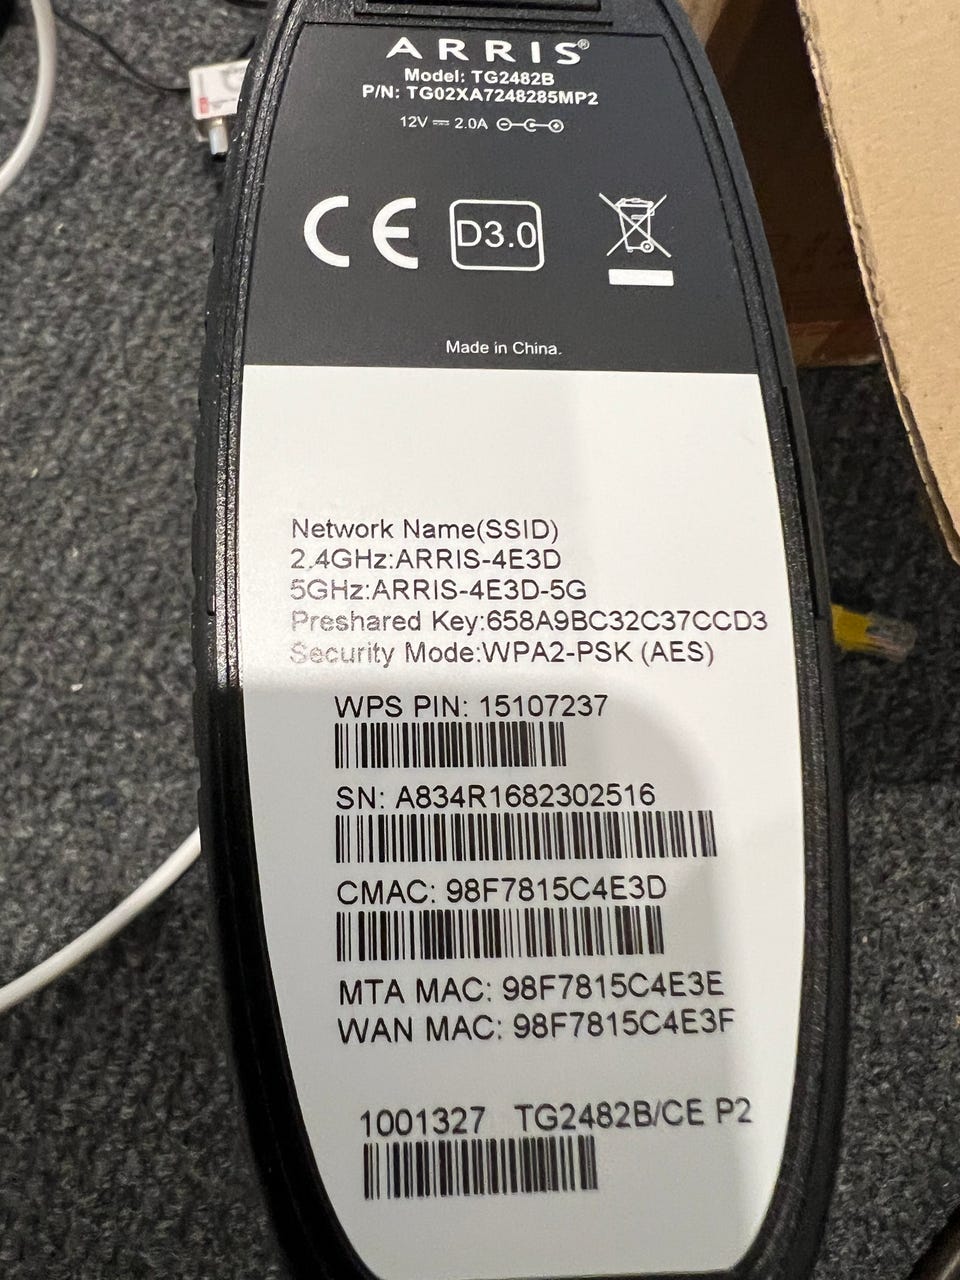 ARRIS®
Model: TG2482B
P/N: TG02XA7248285MP2
12V 2.0A
CE D3.0
Made in China.
Network Name(SSID)
2.4GHz:ARRIS-4E3D
5GHz:ARRIS-4E3D-5G
Preshared Key:658A9BC32C37CCD3
Security Mode:WPA2-PSK (AES)
WPS PIN: 15107237
SN: A834R1682302516
CMAC: 98F7815C4E3D
MTA MAC: 98F7815C4E3E
WAN MAC: 98F7815C4E3F
1001327 TG2482B/CE P2